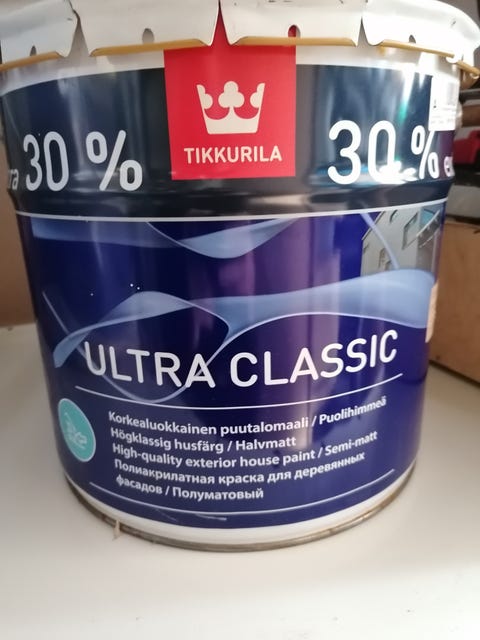 TIKKURILA
30 %
30 %
ULTRA CLASSIC
Korkealuokkainen puutalomaali / Puolihimmeä
Högklassig husfärg / Halvmatt
High-quality exterior house paint / Semi-matt
Полиакрилатная краска для деревянных
фасадов / Полуматовый